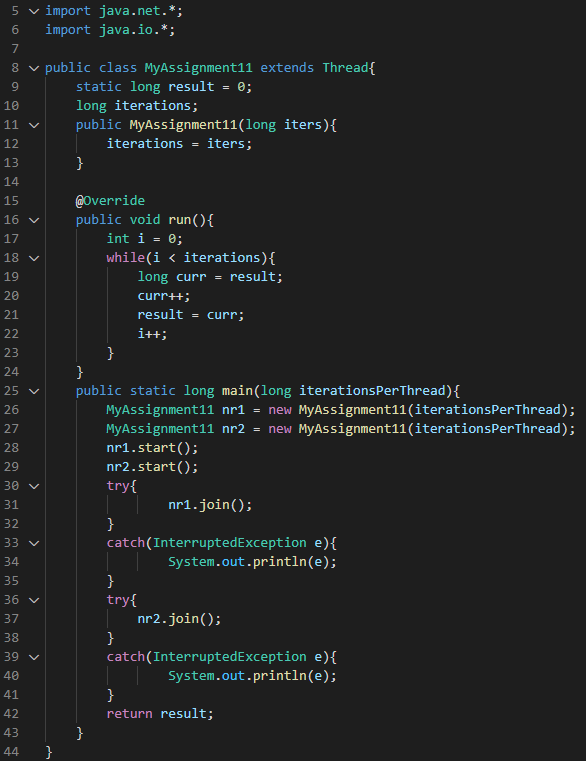 5 import java.net.*;
6 import java.io.*;
7
8 public class MyAssignment11 extends Thread{
9     static long result = 0;
10     long iterations;
11     public MyAssignment11(long iters){
12         iterations = iters;
13     }
14
15     @Override
16     public void run(){
17         int i = 0;
18         while(i < iterations){
19             long curr = result;
20             curr++;
21             result = curr;
22             i++;
23         }
24     }
25     public static long main(long iterationsPerThread){
26         MyAssignment11 nr1 = new MyAssignment11(iterationsPerThread);
27         MyAssignment11 nr2 = new MyAssignment11(iterationsPerThread);
28         nr1.start();
29         nr2.start();
30         try{
31                 nr1.join();
32         }
33         catch(InterruptedException e){
34                 System.out.println(e);
35         }
36         try{
37             nr2.join();
38         }
39         catch(InterruptedException e){
40                 System.out.println(e);
41         }
42         return result;
43     }
44 }